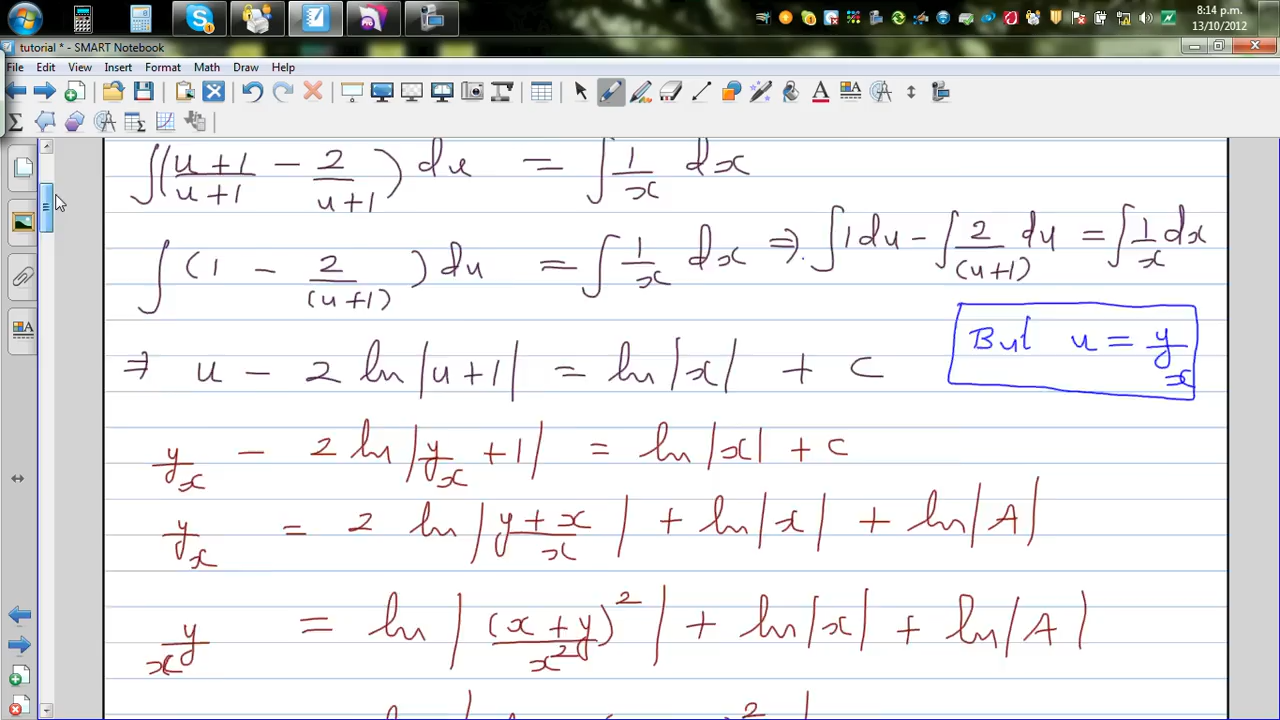 8:14 p.m.
13/10/2012
tutorial * - SMART Notebook
File Edit View Insert Format Math Draw Help
∫(u+1/u+1 − 2/u+1) du = ∫ 1/x dx
∫ (1 − 2/(u+1)) du = ∫ 1/x dx ⇒ ∫ 1 du − ∫ 2/(u+1) du = ∫ 1/x dx
But u = y/x
⇒ u − 2 ln|u+1| = ln|x| + C
y/x − 2 ln|y/x + 1| = ln|x| + C
y/x = 2 ln|y+x/x| + ln|x| + ln|A|
y/x = ln|(x+y)²/x²| + ln|x| + ln|A|